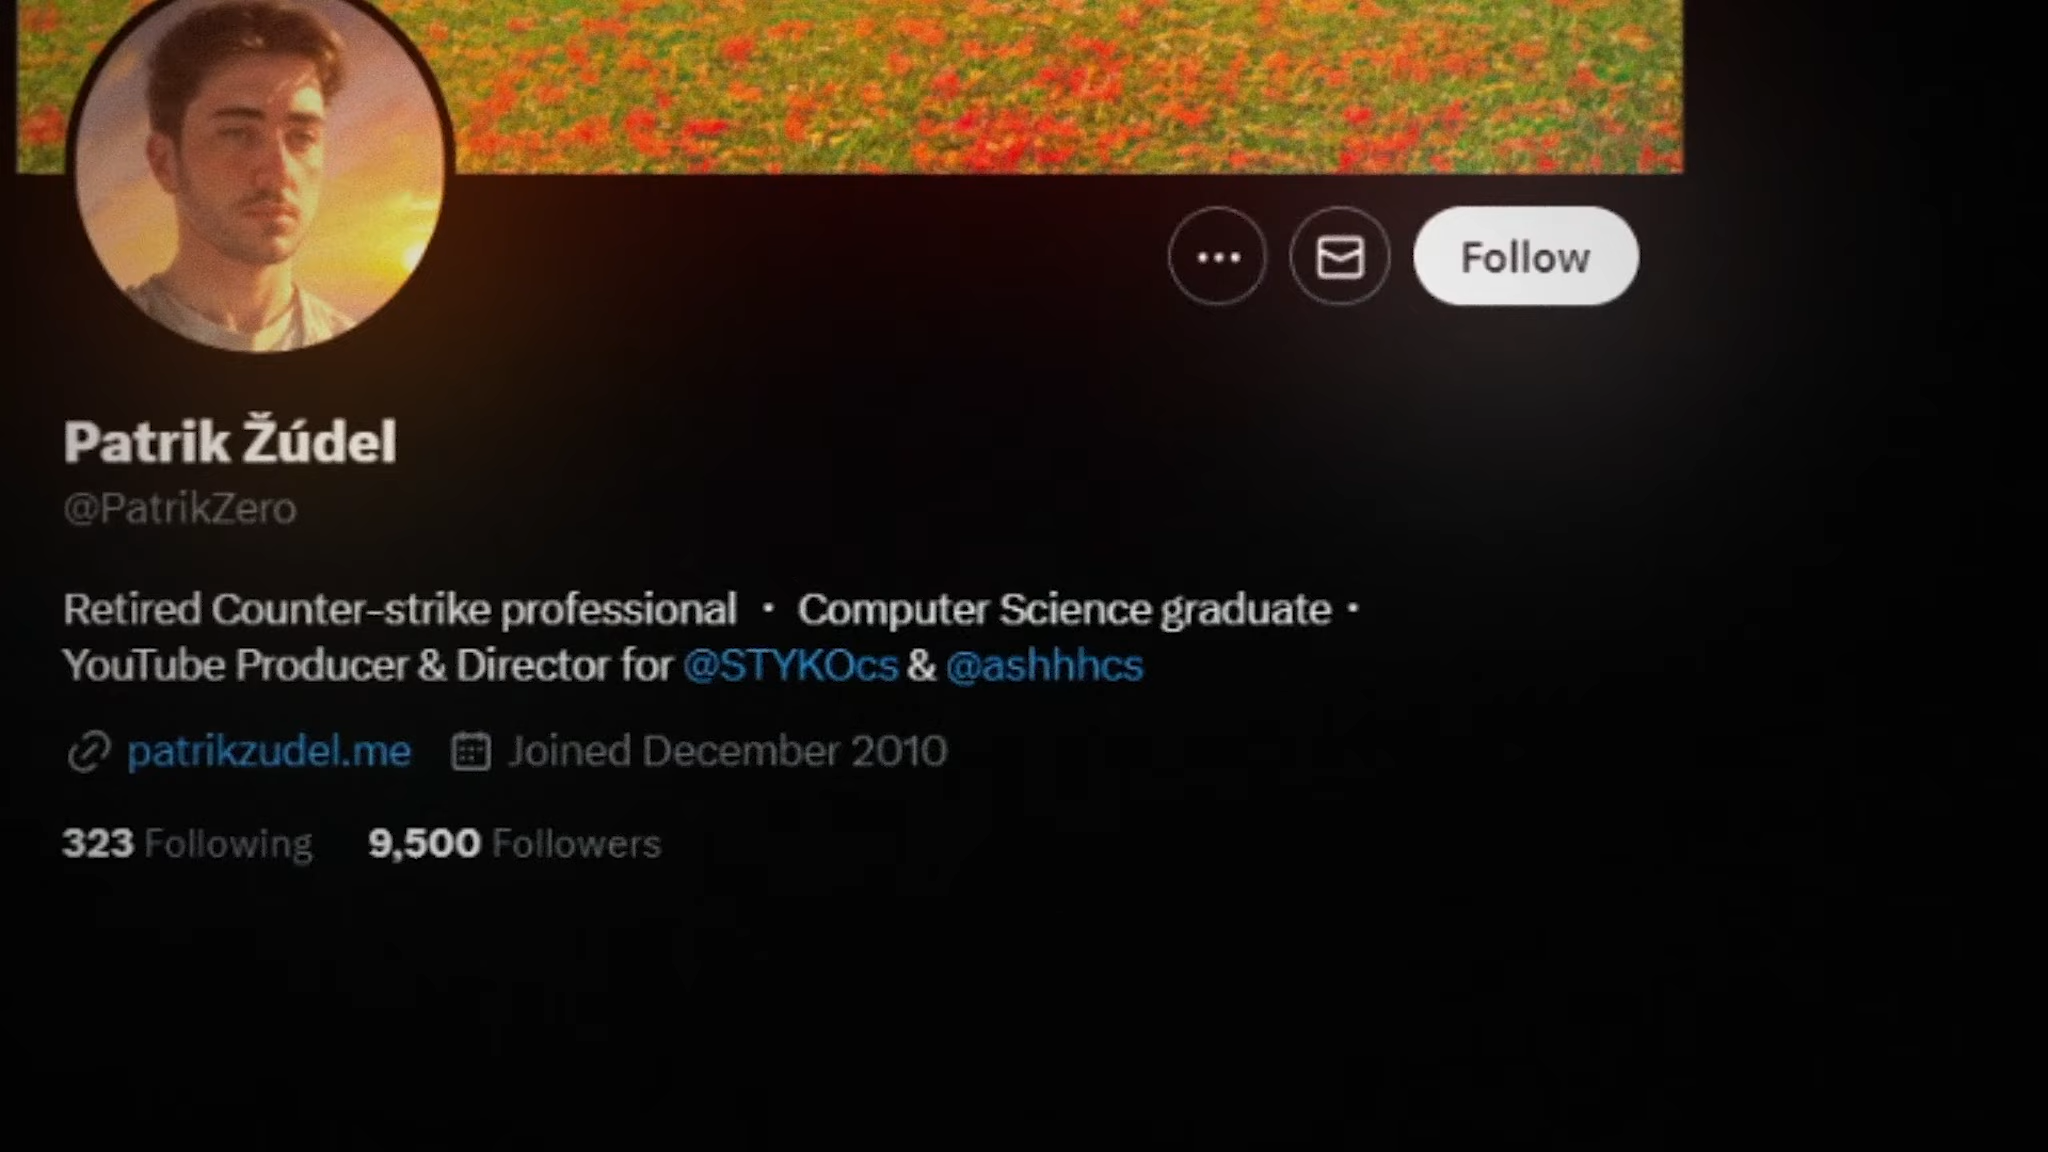 Follow
Patrik Žúdel
@PatrikZero
Retired Counter-strike professional • Computer Science graduate •
YouTube Producer & Director for @STYKOcs & @ashhhcs
patrikzudel.me Joined December 2010
323 Following 9,500 Followers